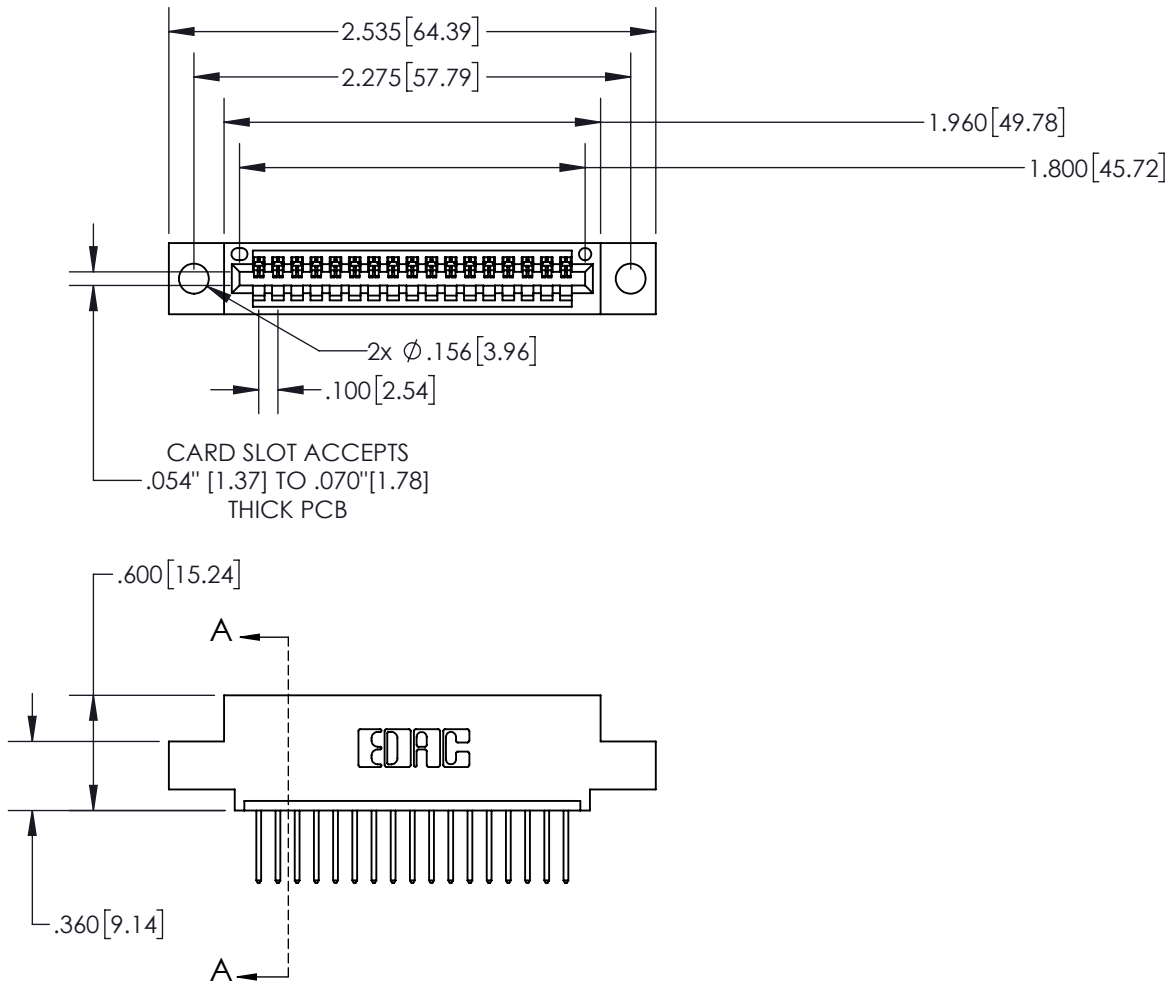 2.535[64.39]
2.275[57.79]
1.960[49.78]
1.800[45.72]
2x ∅.156[3.96]
.100[2.54]
CARD SLOT ACCEPTS
.054" [1.37] TO .070"[1.78]
THICK PCB
.600[15.24]
A
EDAC
.360[9.14]
A